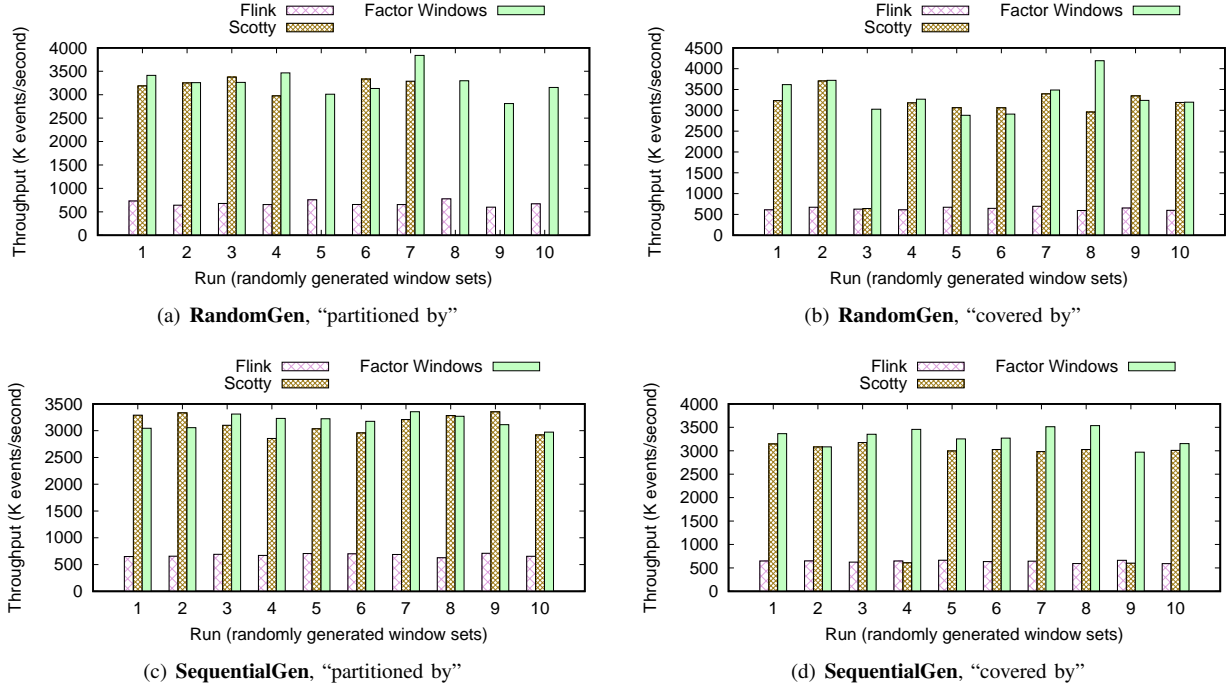 Flink
Scotty
Factor Windows
Throughput (K events/second)
4000
3500
3000
2500
2000
1500
1000
500
0
1 2 3 4 5 6 7 8 9 10
Run (randomly generated window sets)
(a) RandomGen, “partitioned by”
Flink
Scotty
Factor Windows
Throughput (K events/second)
4500
4000
3500
3000
2500
2000
1500
1000
500
0
1 2 3 4 5 6 7 8 9 10
Run (randomly generated window sets)
(b) RandomGen, “covered by”
Flink
Scotty
Factor Windows
Throughput (K events/second)
3500
3000
2500
2000
1500
1000
500
0
1 2 3 4 5 6 7 8 9 10
Run (randomly generated window sets)
(c) SequentialGen, “partitioned by”
Flink
Scotty
Factor Windows
Throughput (K events/second)
4000
3500
3000
2500
2000
1500
1000
500
0
1 2 3 4 5 6 7 8 9 10
Run (randomly generated window sets)
(d) SequentialGen, “covered by”